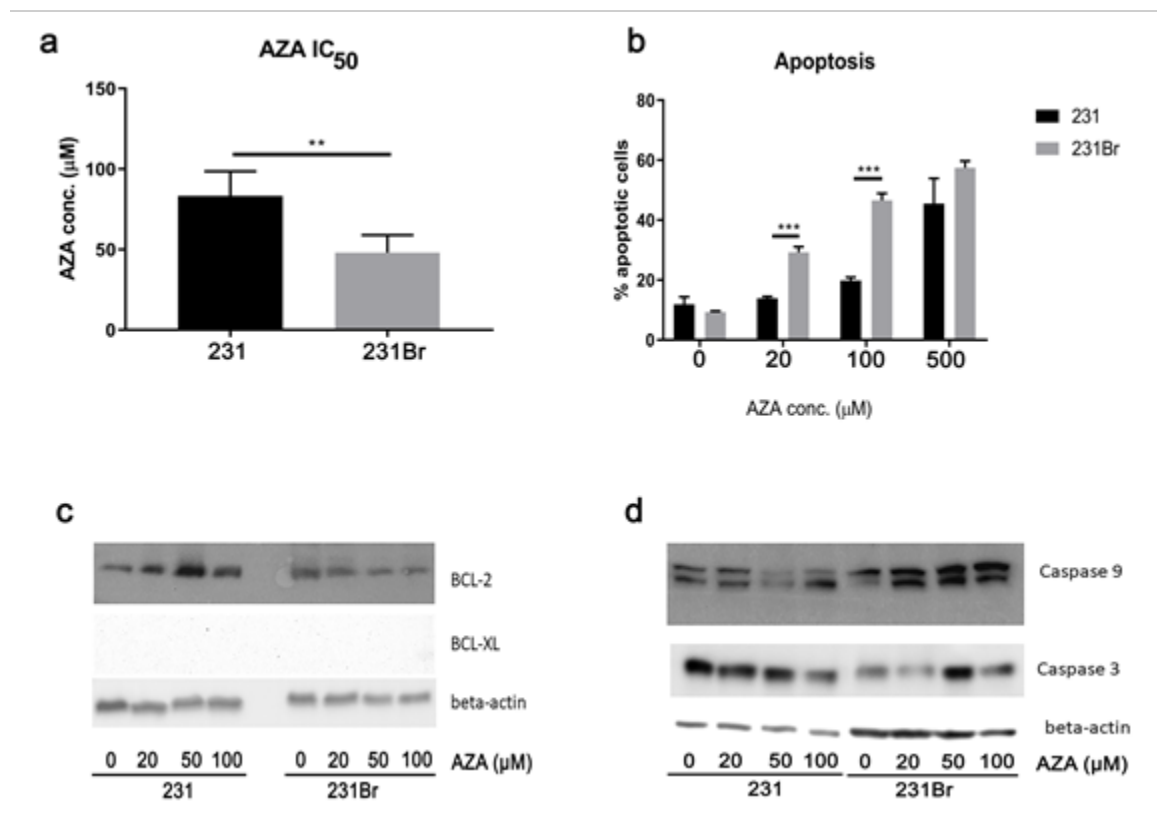 a
AZA IC50
150
100
50
0
AZA conc. (µM)
**
231
231Br
b
Apoptosis
80
60
40
20
0
% apoptotic cells
***
***
0 20 100 500
AZA conc. (µM)
231
231Br
c
BCL-2
BCL-XL
beta-actin
0 20 50 100 AZA (µM)
231 231Br
0 20 50 100
d
Caspase 9
Caspase 3
beta-actin
0 20 50 100 0 20 50 100 AZA (µM)
231 231Br